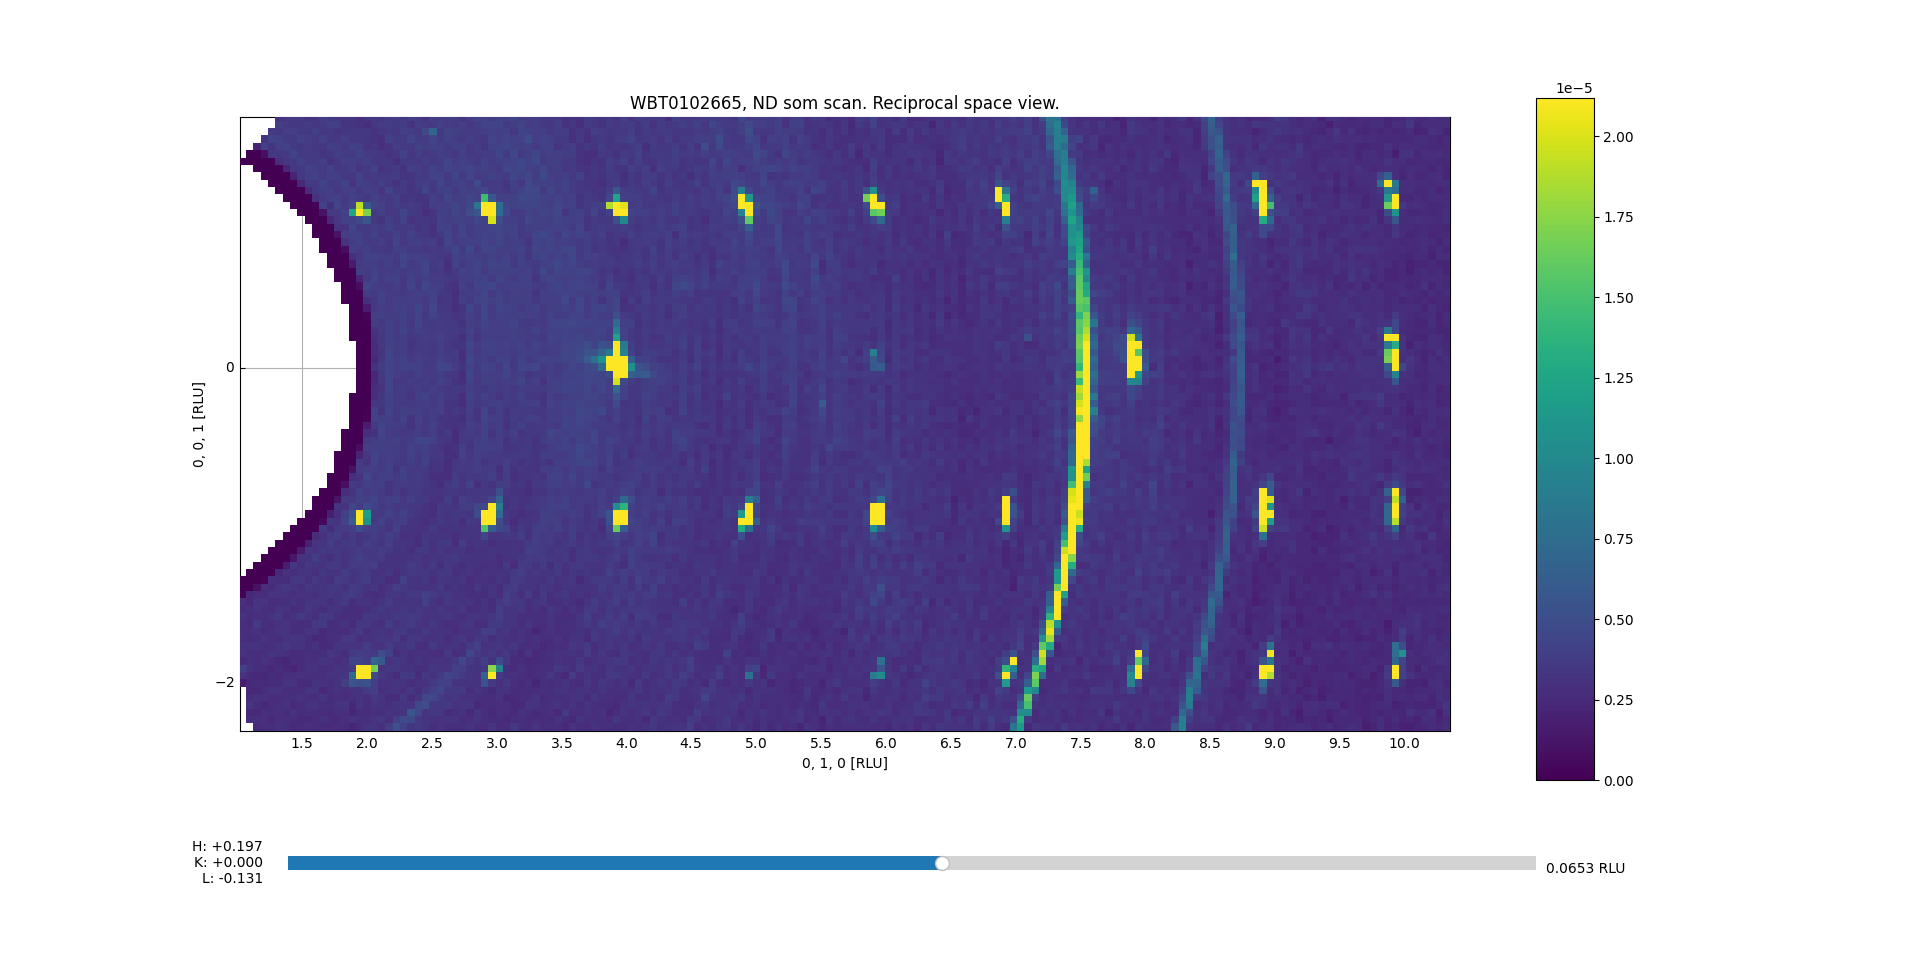 1e−5
WBT0102665, ND som scan. Reciprocal space view.
2.00
1.75
1.50
1.25
1.00
0.75
0.50
0.25
0.00
0
−2
0, 0, 1 [RLU]
1.5 2.0 2.5 3.0 3.5 4.0 4.5 5.0 5.5 6.0 6.5 7.0 7.5 8.0 8.5 9.0 9.5 10.0
0, 1, 0 [RLU]
H: +0.197
K: +0.000
L: -0.131
0.0653 RLU